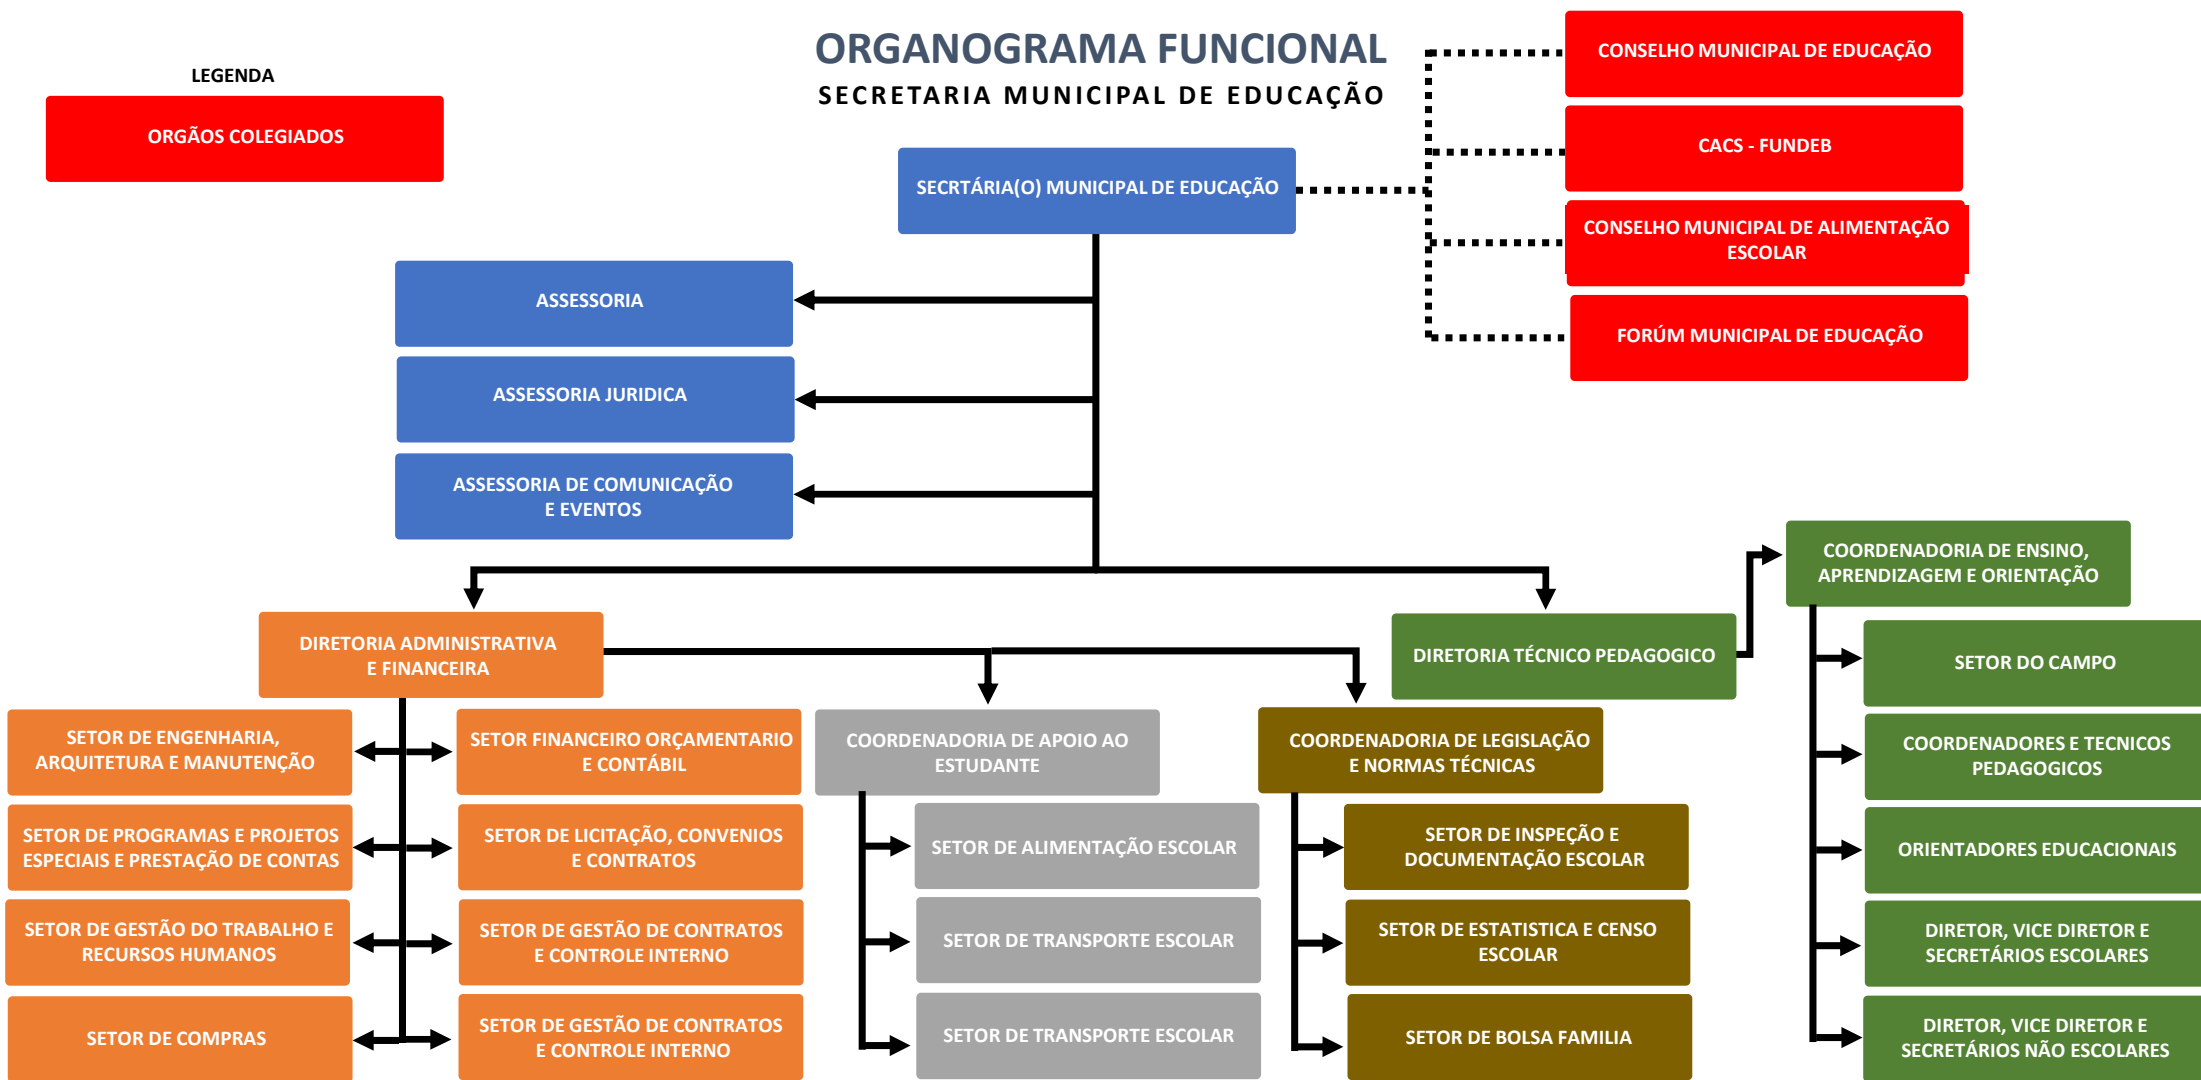 ORGANOGRAMA FUNCIONAL
SECRETARIA MUNICIPAL DE EDUCAÇÃO
LEGENDA
ORGÃOS COLEGIADOS
CONSELHO MUNICIPAL DE EDUCAÇÃO
CACS - FUNDEB
CONSELHO MUNICIPAL DE ALIMENTAÇÃO
ESCOLAR
FORÚM MUNICIPAL DE EDUCAÇÃO
SECRTÁRIA(O) MUNICIPAL DE EDUCAÇÃO
ASSESSORIA
ASSESSORIA JURIDICA
ASSESSORIA DE COMUNICAÇÃO
E EVENTOS
DIRETORIA ADMINISTRATIVA
E FINANCEIRA
SETOR DE ENGENHARIA,
ARQUITETURA E MANUTENÇÃO
SETOR DE PROGRAMAS E PROJETOS
ESPECIAIS E PRESTAÇÃO DE CONTAS
SETOR DE GESTÃO DO TRABALHO E
RECURSOS HUMANOS
SETOR DE COMPRAS
SETOR FINANCEIRO ORÇAMENTARIO
E CONTÁBIL
SETOR DE LICITAÇÃO, CONVENIOS
E CONTRATOS
SETOR DE GESTÃO DE CONTRATOS
E CONTROLE INTERNO
SETOR DE GESTÃO DE CONTRATOS
E CONTROLE INTERNO
COORDENADORIA DE APOIO AO
ESTUDANTE
SETOR DE ALIMENTAÇÃO ESCOLAR
SETOR DE TRANSPORTE ESCOLAR
SETOR DE TRANSPORTE ESCOLAR
COORDENADORIA DE LEGISLAÇÃO
E NORMAS TÉCNICAS
SETOR DE INSPEÇÃO E
DOCUMENTAÇÃO ESCOLAR
SETOR DE ESTATISTICA E CENSO
ESCOLAR
SETOR DE BOLSA FAMILIA
DIRETORIA TÉCNICO PEDAGOGICO
COORDENADORIA DE ENSINO,
APRENDIZAGEM E ORIENTAÇÃO
SETOR DO CAMPO
COORDENADORES E TECNICOS
PEDAGOGICOS
ORIENTADORES EDUCACIONAIS
DIRETOR, VICE DIRETOR E
SECRETÁRIOS ESCOLARES
DIRETOR, VICE DIRETOR E
SECRETÁRIOS NÃO ESCOLARES